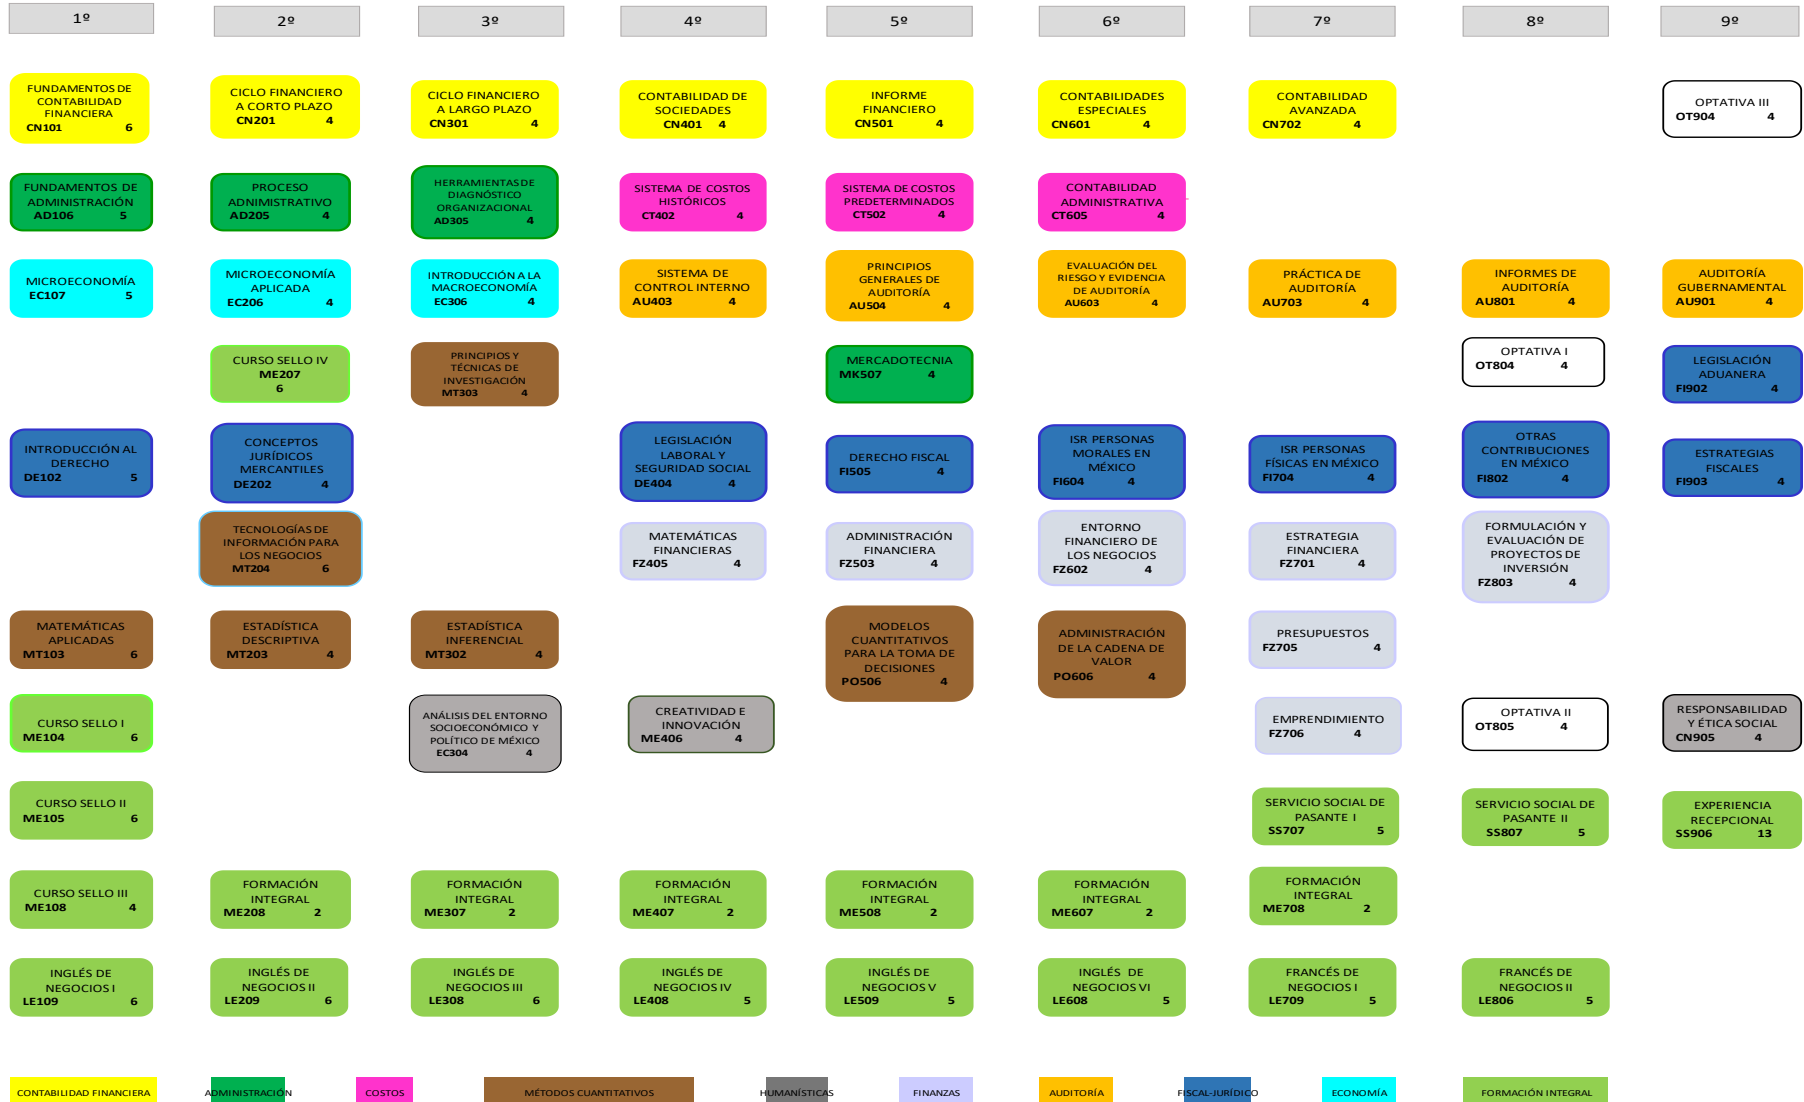 1º
2º
3º
4º
5º
6º
7º
8º
9º
FUNDAMENTOS DE
CONTABILIDAD
FINANCIERA
CN101 6
CICLO FINANCIERO
A CORTO PLAZO
CN201 4
CICLO FINANCIERO
A LARGO PLAZO
CN301 4
CONTABILIDAD DE
SOCIEDADES
CN401 4
INFORME
FINANCIERO
CN501 4
CONTABILIDADES
ESPECIALES
CN601 4
CONTABILIDAD
AVANZADA
CN702 4
OPTATIVA III
OT904 4
FUNDAMENTOS DE
ADMINISTRACIÓN
AD106 5
PROCESO
ADNIMISTRATIVO
AD205 4
HERRAMIENTAS DE
DIAGNÓSTICO
ORGANIZACIONAL
AD305 4
SISTEMA DE COSTOS
HISTÓRICOS
CT402 4
SISTEMA DE COSTOS
PREDETERMINADOS
CT502 4
CONTABILIDAD
ADMINISTRATIVA
CT605 4
MICROECONOMÍA
EC107 5
MICROECONOMÍA
APLICADA
EC206 4
INTRODUCCIÓN A LA
MACROECONOMÍA
EC306 4
SISTEMA DE
CONTROL INTERNO
AU403 4
PRINCIPIOS
GENERALES DE
AUDITORÍA
AU504 4
EVALUACIÓN DEL
RIESGO Y EVIDENCIA
DE AUDITORÍA
AU603 4
PRÁCTICA DE
AUDITORÍA
AU703 4
INFORMES DE
AUDITORÍA
AU801 4
AUDITORÍA
GUBERNAMENTAL
AU901 4
CURSO SELLO IV
ME207
6
PRINCIPIOS Y
TÉCNICAS DE
INVESTIGACIÓN
MT303 4
MERCADOTECNIA
MK507 4
OPTATIVA I
OT804 4
LEGISLACIÓN
ADUANERA
FI902 4
INTRODUCCIÓN AL
DERECHO
DE102 5
CONCEPTOS
JURÍDICOS
MERCANTILES
DE202 4
LEGISLACIÓN
LABORAL Y
SEGURIDAD SOCIAL
DE404 4
DERECHO FISCAL
FI505 4
ISR PERSONAS
MORALES EN
MÉXICO
FI604 4
ISR PERSONAS
FÍSICAS EN MÉXICO
FI704 4
OTRAS
CONTRIBUCIONES
EN MÉXICO
FI802 4
ESTRATEGIAS
FISCALES
FI903 4
TECNOLOGÍAS DE
INFORMACIÓN PARA
LOS NEGOCIOS
MT204 6
MATEMÁTICAS
FINANCIERAS
FZ405 4
ADMINISTRACIÓN
FINANCIERA
FZ503 4
ENTORNO
FINANCIERO DE
LOS NEGOCIOS
FZ602 4
ESTRATEGIA
FINANCIERA
FZ701 4
FORMULACIÓN Y
EVALUACIÓN DE
PROYECTOS DE
INVERSIÓN
FZ803 4
MATEMÁTICAS
APLICADAS
MT103 6
ESTADÍSTICA
DESCRIPTIVA
MT203 4
ESTADÍSTICA
INFERENCIAL
MT302 4
MODELOS
CUANTITATIVOS
PARA LA TOMA DE
DECISIONES
PO506 4
ADMINISTRACIÓN
DE LA CADENA DE
VALOR
PO606 4
PRESUPUESTOS
FZ705 4
CURSO SELLO I
ME104 6
ANÁLISIS DEL ENTORNO
SOCIOECONÓMICO Y
POLÍTICO DE MÉXICO
EC304 4
CREATIVIDAD E
INNOVACIÓN
ME406 4
EMPRENDIMIENTO
FZ706 4
OPTATIVA II
OT805 4
RESPONSABILIDAD
Y ÉTICA SOCIAL
CN905 4
CURSO SELLO II
ME105 6
SERVICIO SOCIAL DE
PASANTE I
SS707 5
SERVICIO SOCIAL DE
PASANTE II
SS807 5
EXPERIENCIA
RECEPCIONAL
SS906 13
CURSO SELLO III
ME108 4
FORMACIÓN
INTEGRAL
ME208 2
FORMACIÓN
INTEGRAL
ME307 2
FORMACIÓN
INTEGRAL
ME407 2
FORMACIÓN
INTEGRAL
ME508 2
FORMACIÓN
INTEGRAL
ME607 2
FORMACIÓN
INTEGRAL
ME708 2
INGLÉS DE
NEGOCIOS I
LE109 6
INGLÉS DE
NEGOCIOS II
LE209 6
INGLÉS DE
NEGOCIOS III
LE308 6
INGLÉS DE
NEGOCIOS IV
LE408 5
INGLÉS DE
NEGOCIOS V
LE509 5
INGLÉS DE
NEGOCIOS VI
LE608 5
FRANCÉS DE
NEGOCIOS I
LE709 5
FRANCÉS DE
NEGOCIOS II
LE806 5
CONTABILIDAD FINANCIERA
ADMINISTRACIÓN
COSTOS
MÉTODOS CUANTITATIVOS
HUMANÍSTICAS
FINANZAS
AUDITORÍA
FISCAL-JURÍDICO
ECONOMÍA
FORMACIÓN INTEGRAL